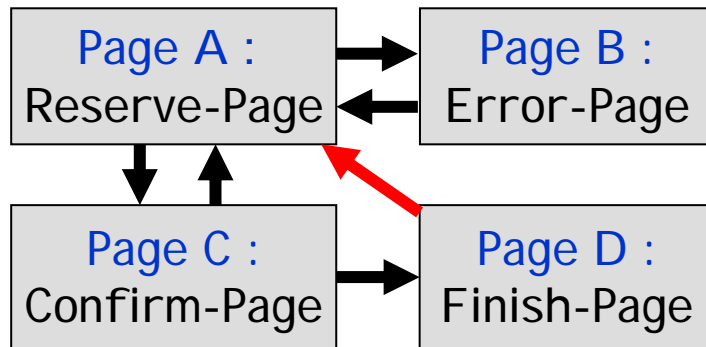 Page A :
Reserve-Page
Page B :
Error-Page
Page C :
Confirm-Page
Page D :
Finish-Page